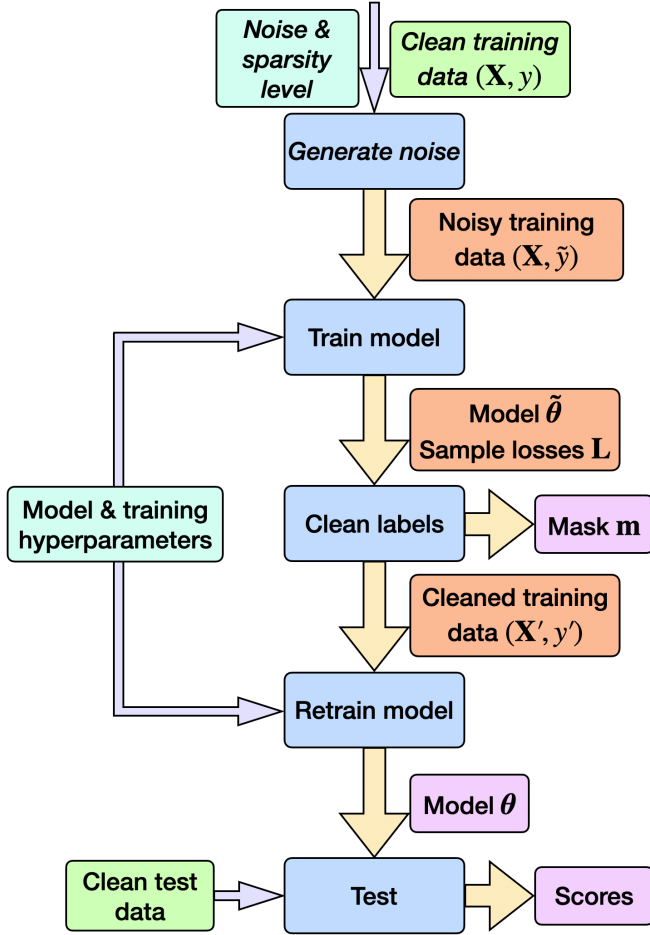 Noise &
sparsity
level
Clean training
data (X, y)
Generate noise
Noisy training
data (X, ỹ)
Train model
Model θ̃
Sample losses L
Model & training
hyperparameters
Clean labels
Mask m
Cleaned training
data (X′, y′)
Retrain model
Model θ
Clean test
data
Test
Scores